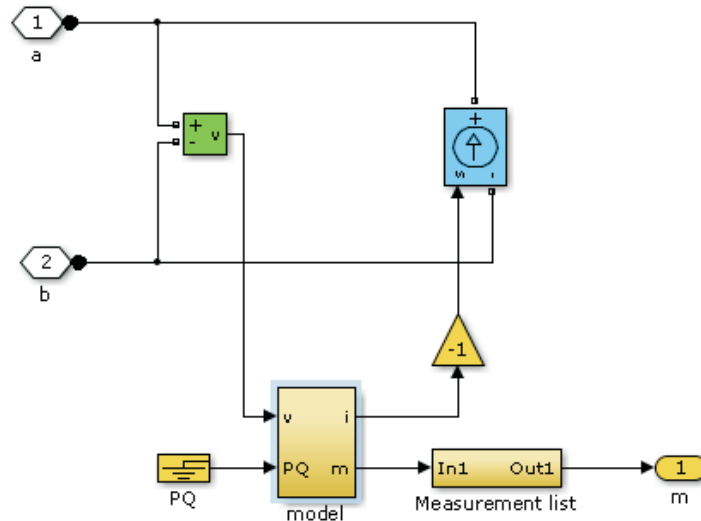 1
a
+
- v
+
s -
2
b
-1
v i
PQ m
PQ
model
In1 Out1
Measurement list
1
m